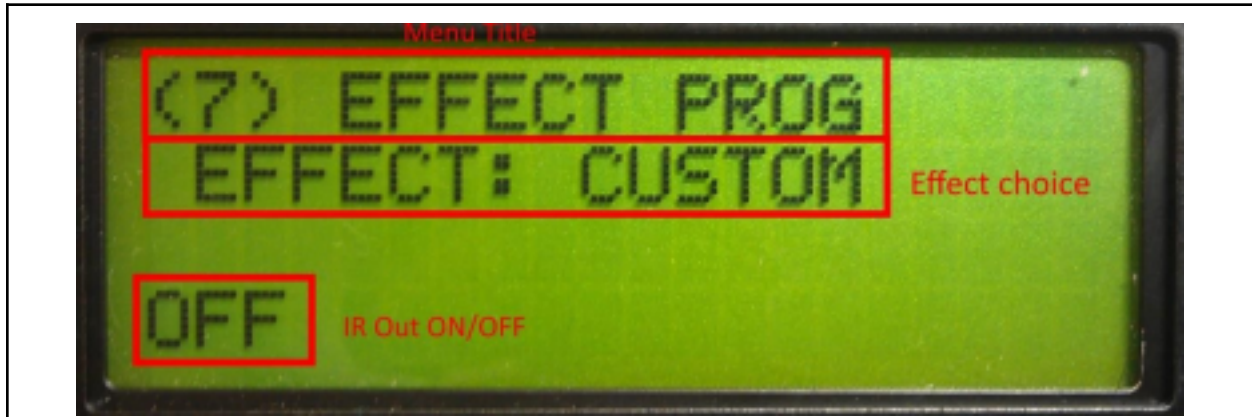 Menu Title
(7) EFFECT PROG
EFFECT: CUSTOM
Effect choice
OFF
IR Out ON/OFF